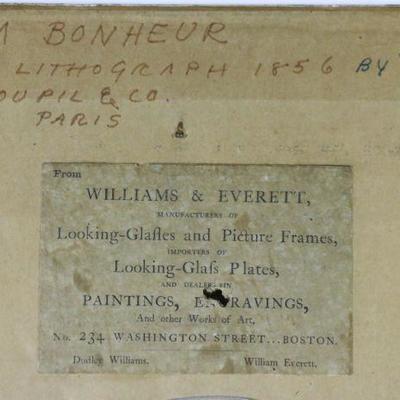 BONHEUR
LITHOGRAPH 1856 BY
OUPIL & CO.
PARIS
From
WILLIAMS & EVERETT,
MANUFACTURERS OF
Looking-Glaſſes and Picture Frames,
IMPORTERS OF
Looking-Glaſs Plates,
AND DEALERS IN
PAINTINGS, ENGRAVINGS,
And other Works of Art,
No. 234 WASHINGTON STREET...BOSTON.
Dudley Williams. William Everett.